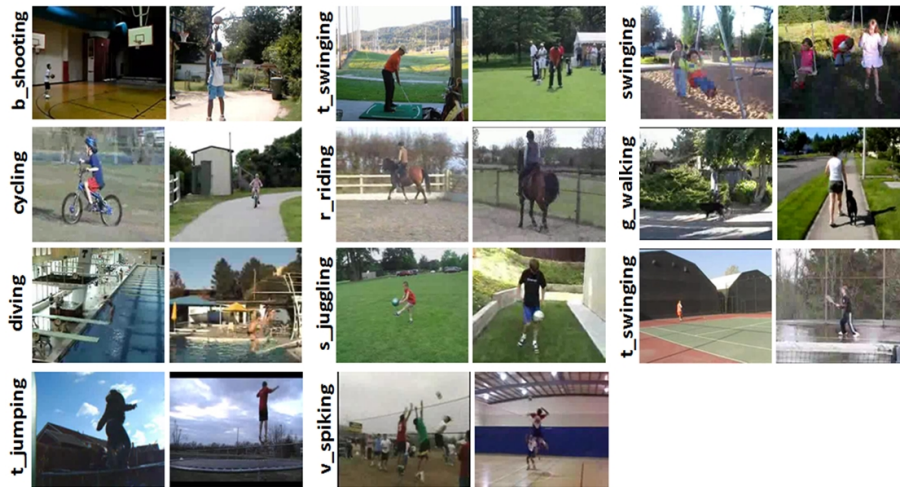 b_shooting
t_swinging
swinging
cycling
r_riding
g_walking
diving
s_juggling
t_swinging
t_jumping
v_spiking